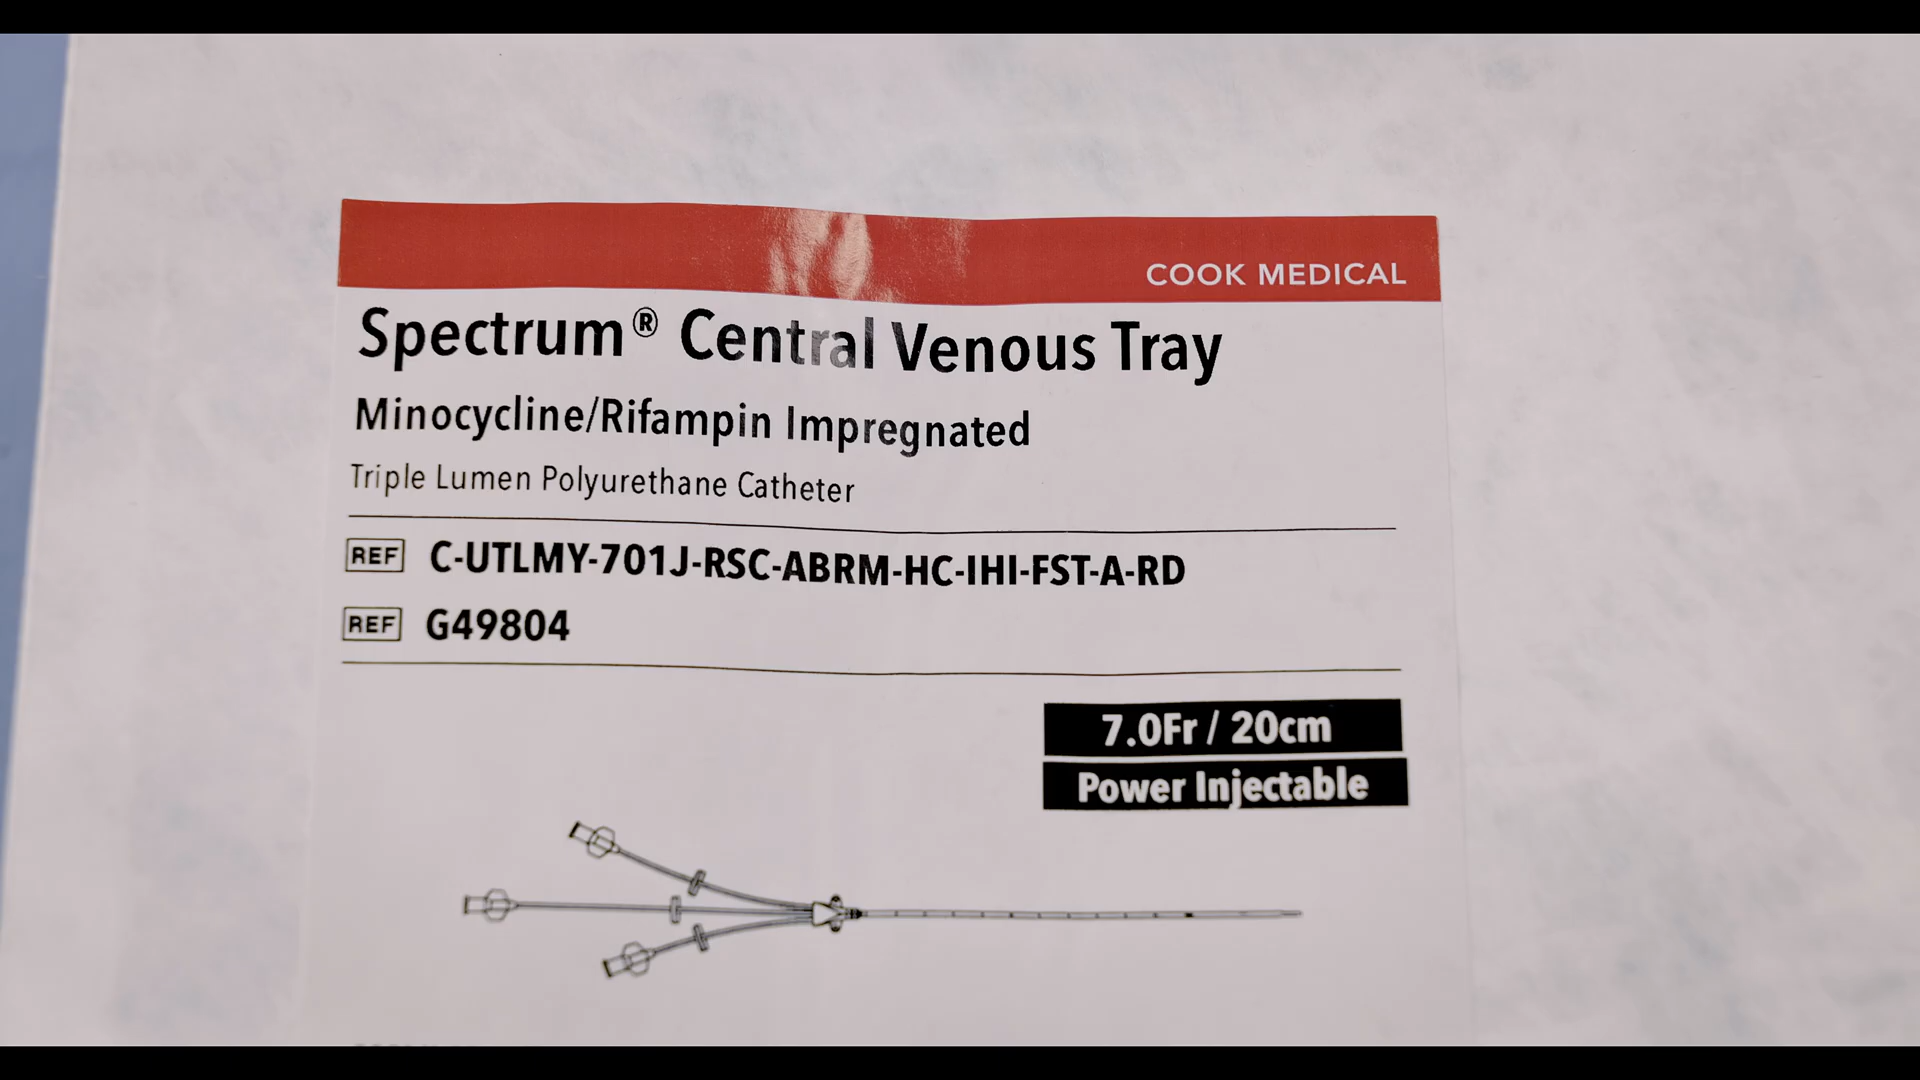 COOK MEDICAL
Spectrum® Central Venous Tray
Minocycline/Rifampin Impregnated
Triple Lumen Polyurethane Catheter
REF C-UTLMY-701J-RSC-ABRM-HC-IHI-FST-A-RD
REF G49804
7.0Fr / 20cm
Power Injectable